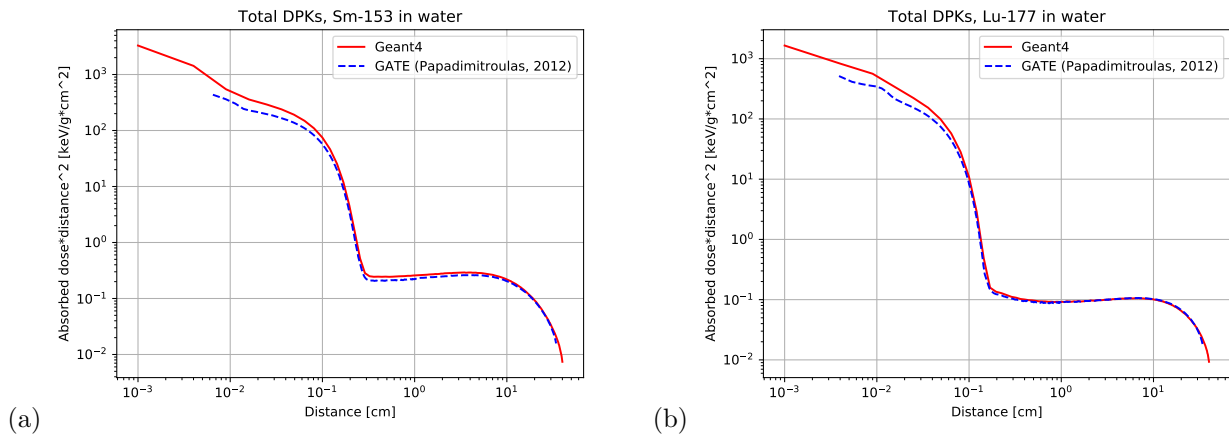 Total DPKs, Sm-153 in water
Geant4
GATE (Papadimitroulas, 2012)
Absorbed dose*distance^2 [keV/g*cm^2]
10^3
10^2
10^1
10^0
10^−1
10^−2
10^−3 10^−2 10^−1 10^0 10^1
Distance [cm]
(a)
Total DPKs, Lu-177 in water
Geant4
GATE (Papadimitroulas, 2012)
Absorbed dose*distance^2 [keV/g*cm^2]
10^3
10^2
10^1
10^0
10^−1
10^−2
10^−3 10^−2 10^−1 10^0 10^1
Distance [cm]
(b)